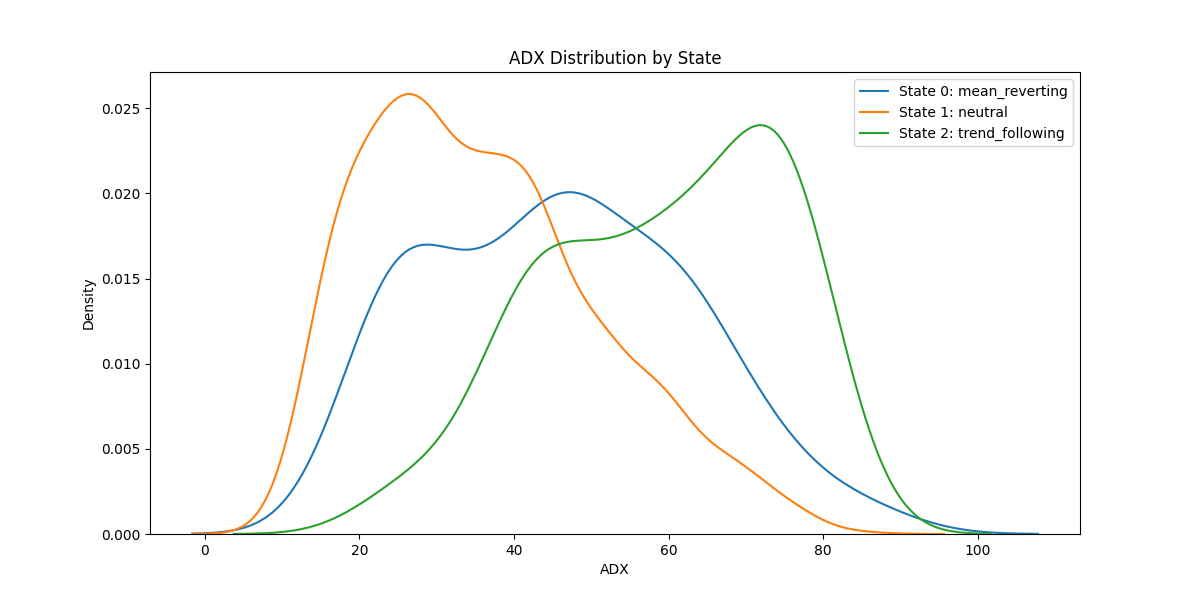 ADX Distribution by State
State 0: mean_reverting
State 1: neutral
State 2: trend_following
Density
0.025
0.020
0.015
0.010
0.005
0.000
0 20 40 60 80 100
ADX